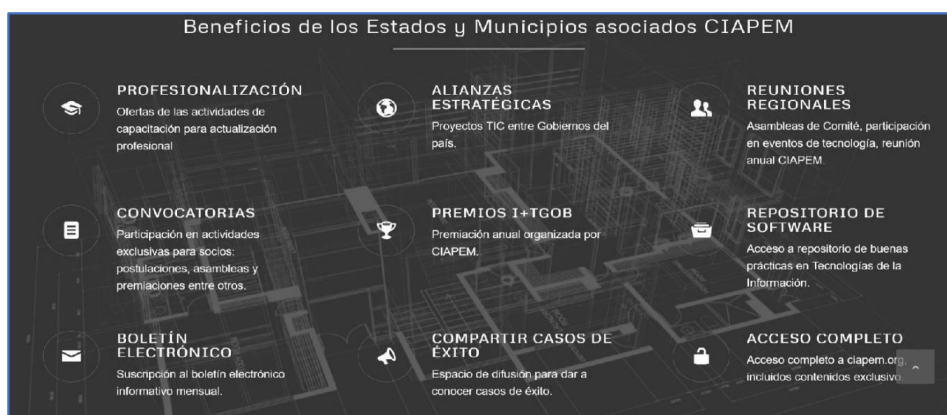 Beneficios de los Estados y Municipios asociados CIAPEM
PROFESIONALIZACIÓN
Ofertas de las actividades de
capacitación para actualización
profesional
ALIANZAS
ESTRATÉGICAS
Proyectos TIC entre Gobiernos del
país.
REUNIONES
REGIONALES
Asambleas de Comité, participación
en eventos de tecnología, reunión
anual CIAPEM.
CONVOCATORIAS
Participación en actividades
exclusivas para socios:
postulaciones, asambleas y
premiaciones entre otros.
PREMIOS I+TGOB
Premiación anual organizada por
CIAPEM.
REPOSITORIO DE
SOFTWARE
Acceso a repositorio de buenas
prácticas en Tecnologías de la
Información.
BOLETÍN
ELECTRÓNICO
Suscripción al boletín electrónico
informativo mensual.
COMPARTIR CASOS DE
ÉXITO
Espacio de difusión para dar a
conocer casos de éxito.
ACCESO COMPLETO
Acceso completo a ciapem.org,
incluidos contenidos exclusivo.